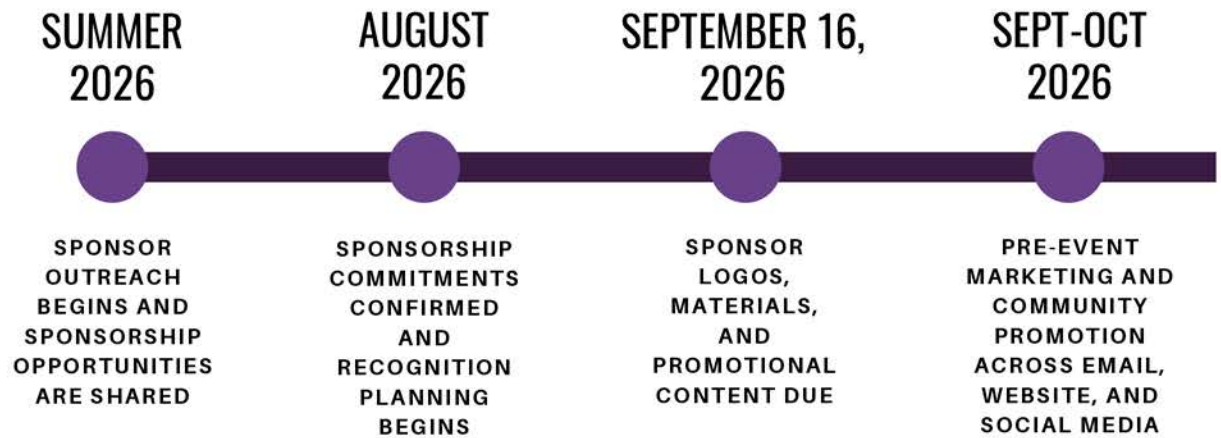 SUMMER
2026
SPONSOR
OUTREACH
BEGINS AND
SPONSORSHIP
OPPORTUNITIES
ARE SHARED
AUGUST
2026
SPONSORSHIP
COMMITMENTS
CONFIRMED
AND
RECOGNITION
PLANNING
BEGINS
SEPTEMBER 16,
2026
SPONSOR
LOGOS,
MATERIALS,
AND
PROMOTIONAL
CONTENT DUE
SEPT-OCT
2026
PRE-EVENT
MARKETING AND
COMMUNITY
PROMOTION
ACROSS EMAIL,
WEBSITE, AND
SOCIAL MEDIA